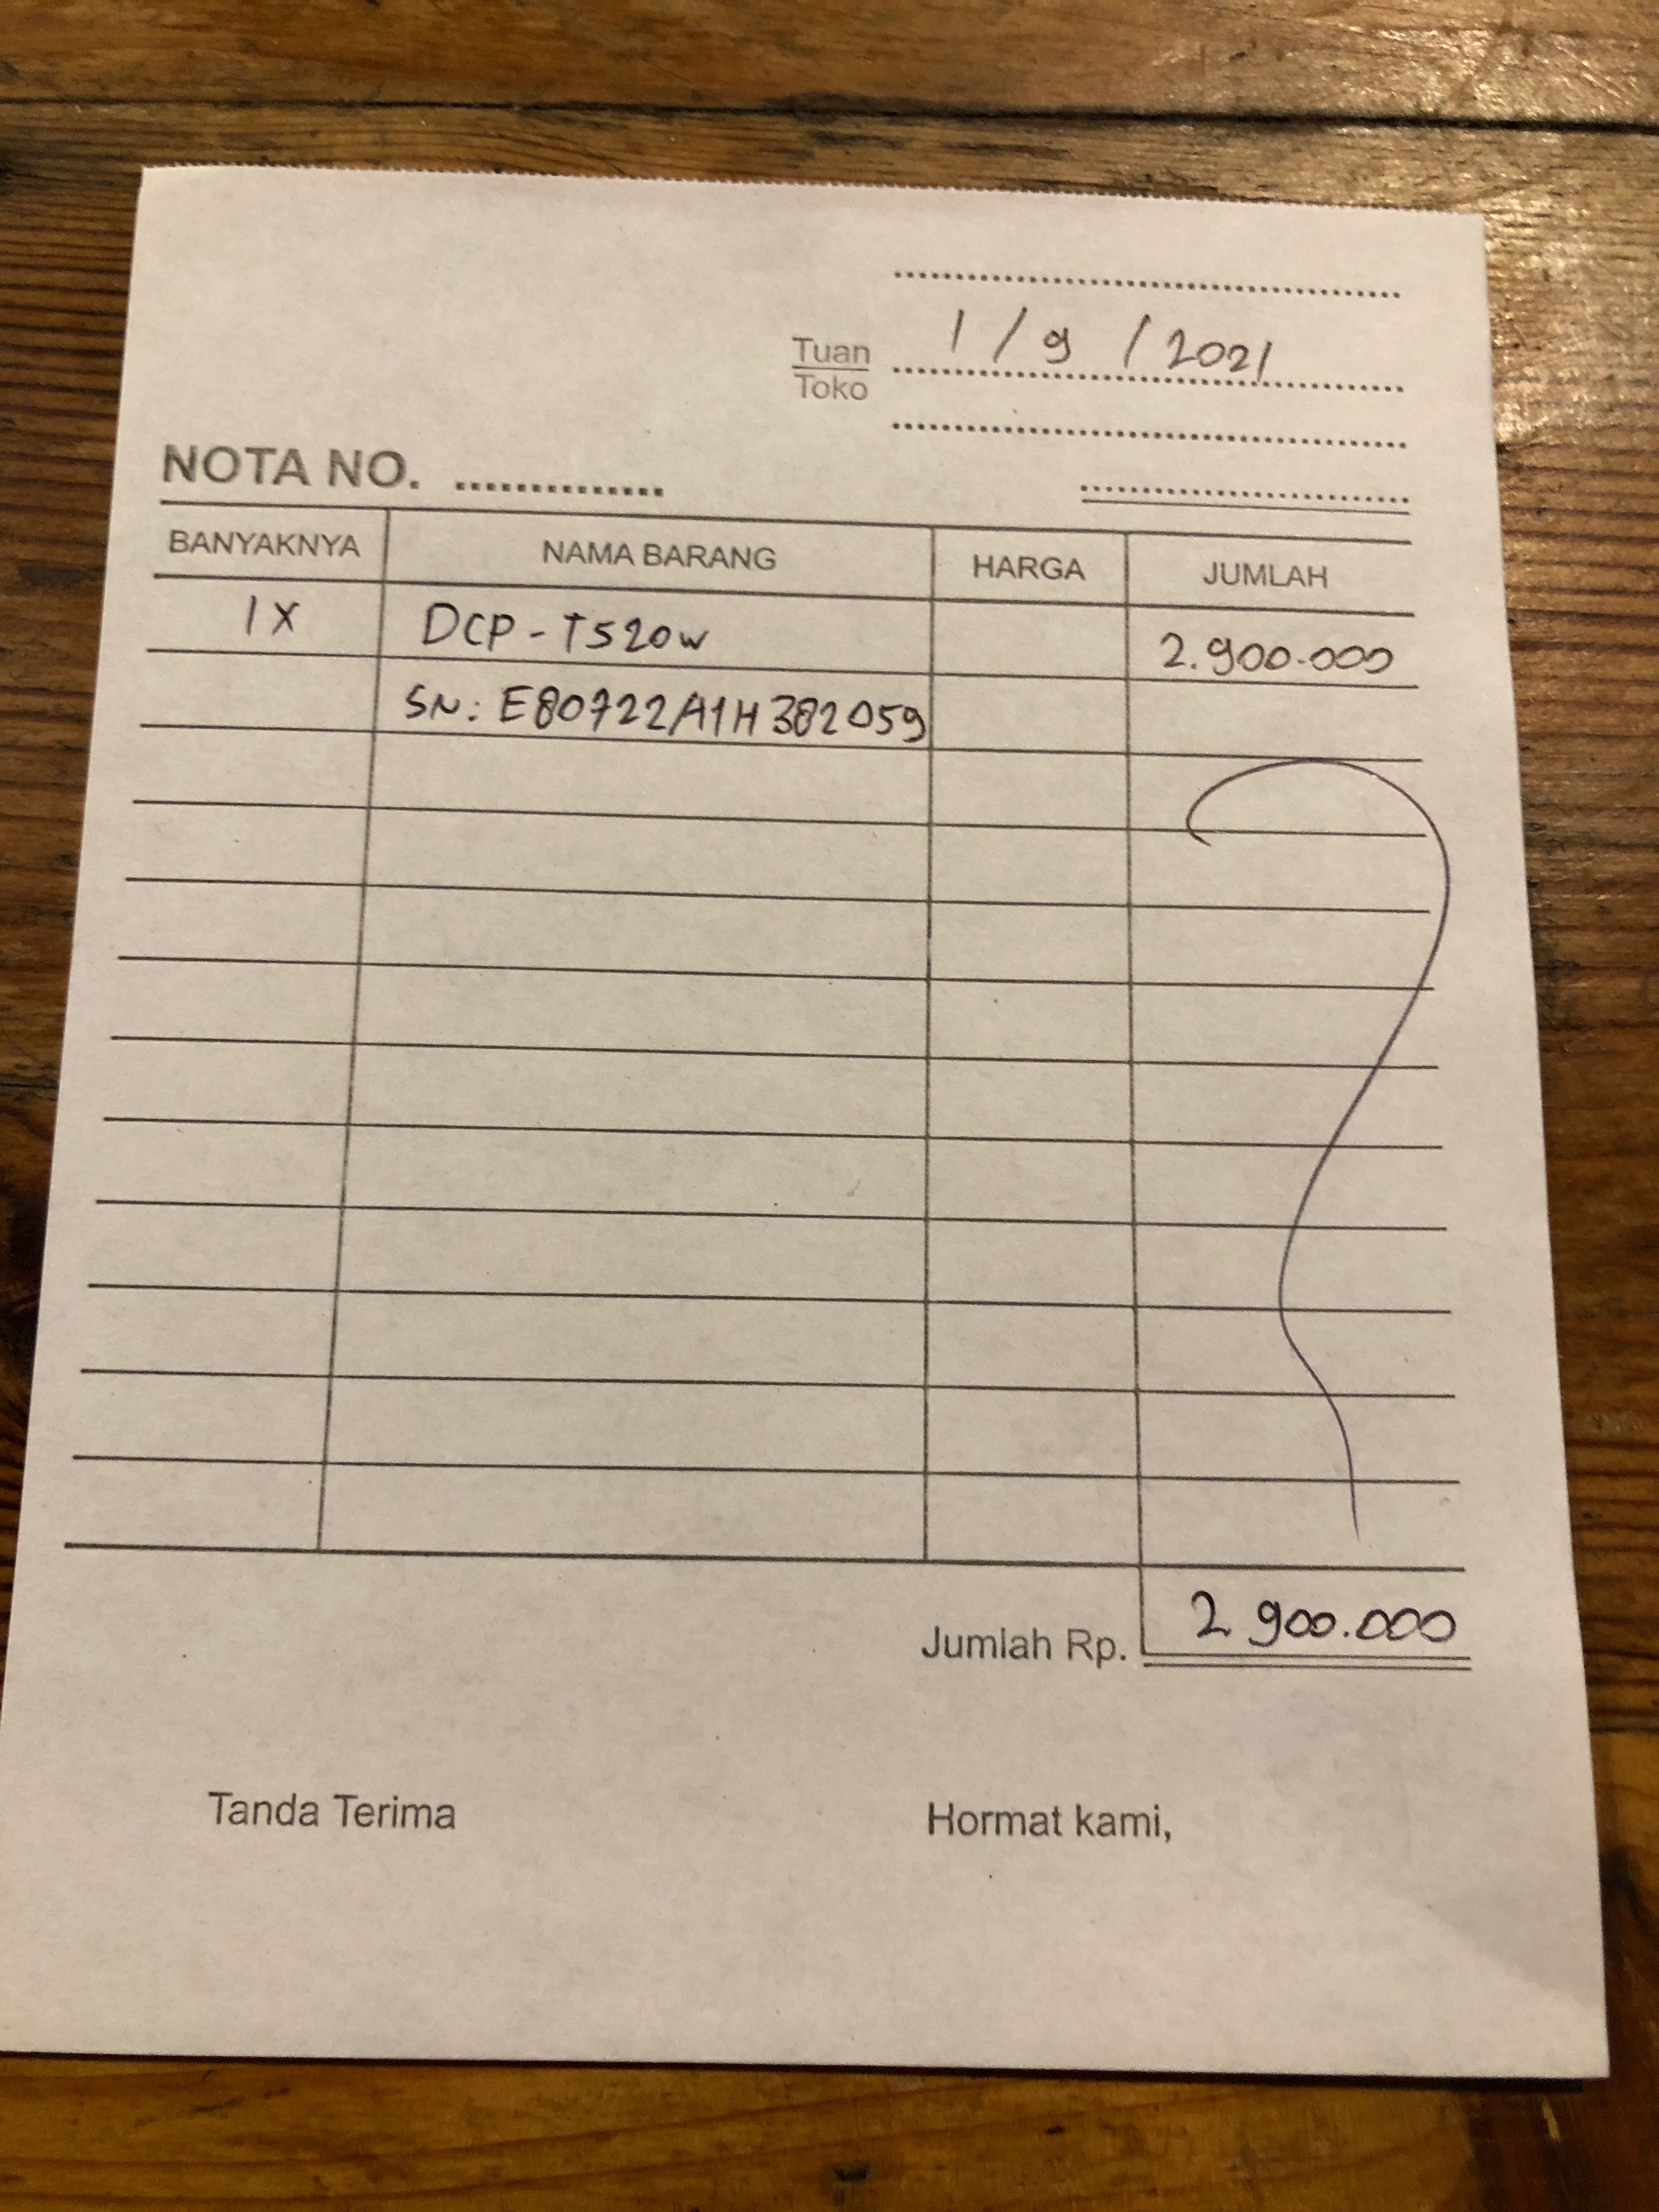 1 / 9 / 2021
Tuan
Toko
NOTA NO. ..............
BANYAKNYA NAMA BARANG HARGA JUMLAH
1 X DCP - T520w 2.900.000
SN: E80722A1H382059
Jumlah Rp. 2 900.000
Tanda Terima Hormat kami,